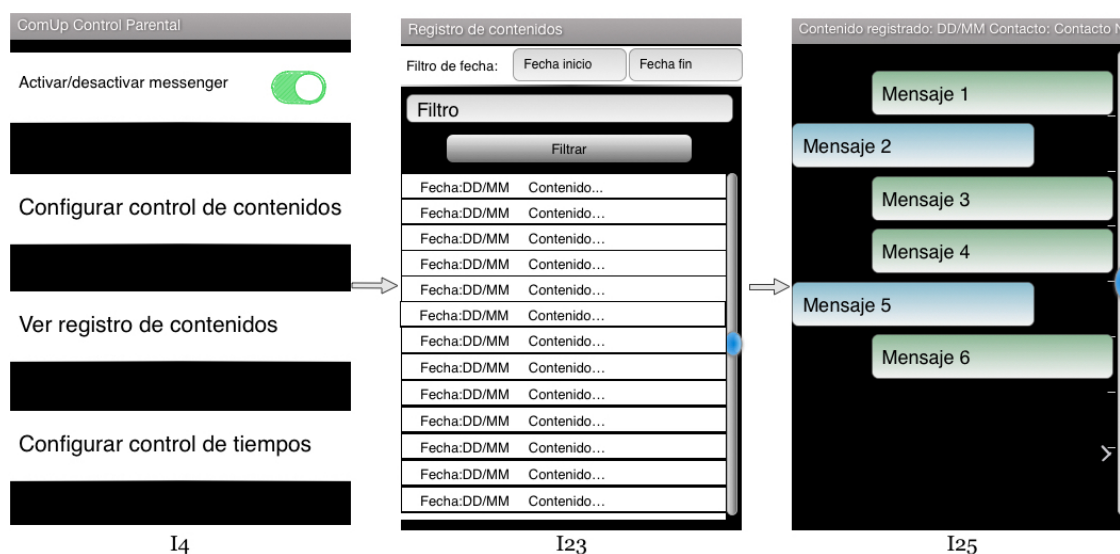 ComUp Control Parental
Activar/desactivar messenger
Configurar control de contenidos
Ver registro de contenidos
Configurar control de tiempos
I4
Registro de contenidos
Filtro de fecha: Fecha inicio Fecha fin
Filtro
Filtrar
Fecha:DD/MM Contenido...
Fecha:DD/MM Contenido...
Fecha:DD/MM Contenido...
Fecha:DD/MM Contenido...
Fecha:DD/MM Contenido...
Fecha:DD/MM Contenido...
Fecha:DD/MM Contenido...
Fecha:DD/MM Contenido...
Fecha:DD/MM Contenido...
Fecha:DD/MM Contenido...
Fecha:DD/MM Contenido...
Fecha:DD/MM Contenido...
Fecha:DD/MM Contenido...
I23
Contenido registrado: DD/MM Contacto: Contacto N
Mensaje 1
Mensaje 2
Mensaje 3
Mensaje 4
Mensaje 5
Mensaje 6
I25